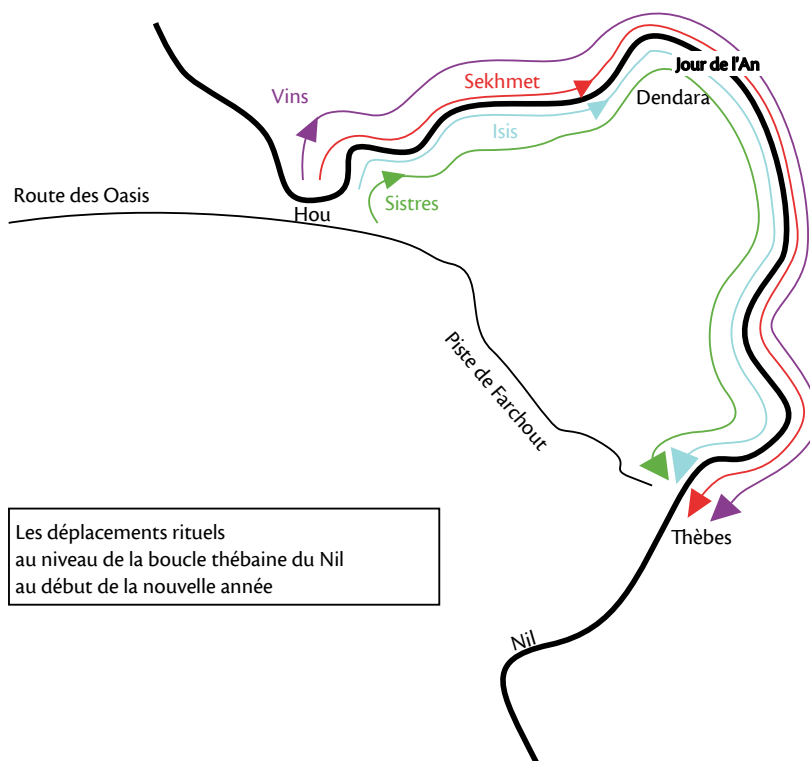 Jour de l'An
Sekhmet
Vins
Dendara
Isis
Route des Oasis
Sistres
Hou
Piste de Farchout
Les déplacements rituels
au niveau de la boucle thébaine du Nil
au début de la nouvelle année
Thèbes
Nil